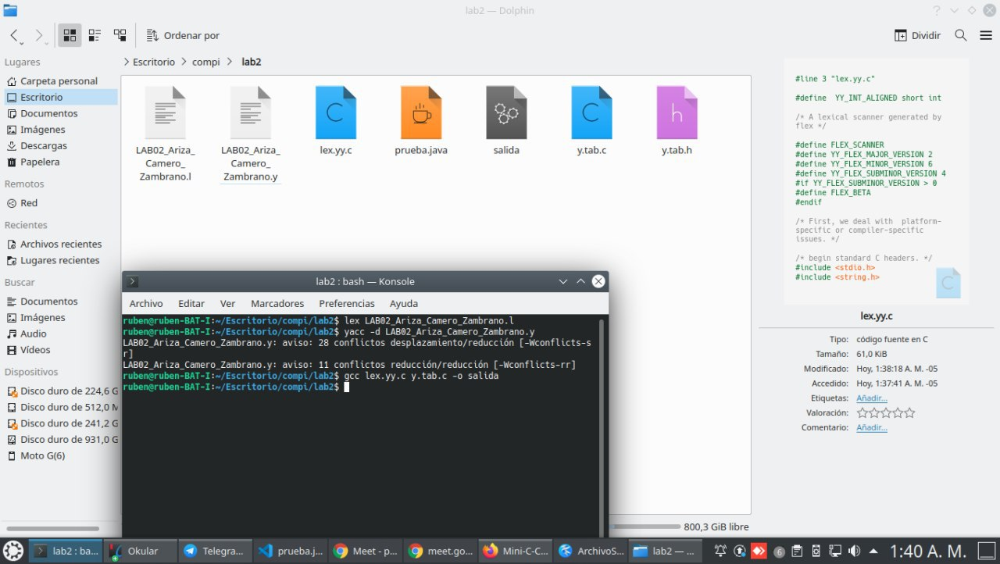 lab2 — Dolphin
Ordenar por
Dividir
Lugares
Carpeta personal
Escritorio
Documentos
Imágenes
Descargas
Papelera
Remotos
Red
Recientes
Archivos recientes
Lugares recientes
Buscar
Documentos
Imágenes
Audio
Vídeos
Dispositivos
Disco duro de 224,6 G
Disco duro de 512,0 M
Disco duro de 241,2 G
Disco duro de 931,0 G
Moto G(6)
Escritorio > compi > lab2
LAB02_Ariza_
Camero_
Zambrano.l
LAB02_Ariza_
Camero_
Zambrano.y
lex.yy.c
prueba.java
salida
y.tab.c
y.tab.h
C
C
h
#line 3 "lex.yy.c"
#define YY_INT_ALIGNED short int
/* A lexical scanner generated by
flex */
#define FLEX_SCANNER
#define YY_FLEX_MAJOR_VERSION 2
#define YY_FLEX_MINOR_VERSION 6
#define YY_FLEX_SUBMINOR_VERSION 4
#if YY_FLEX_SUBMINOR_VERSION > 0
#define FLEX_BETA
#endif
/* First, we deal with platform-
specific or compiler-specific
issues. */
/* begin standard C headers. */
#include <stdio.h>
#include <string.h>
C
lex.yy.c
Tipo: código fuente en C
Tamaño: 61,0 KiB
Modificado: Hoy, 1:38:18 A. M. -05
Accedido: Hoy, 1:37:41 A. M. -05
Etiquetas: Añadir...
Valoración:
Comentario: Añadir...
800,3 GiB libre
lab2 : bash — Konsole
Archivo Editar Ver Marcadores Preferencias Ayuda
ruben@ruben-BAT-I:~/Escritorio/compi/lab2$ lex LAB02_Ariza_Camero_Zambrano.l
ruben@ruben-BAT-I:~/Escritorio/compi/lab2$ yacc -d LAB02_Ariza_Camero_Zambrano.y
LAB02_Ariza_Camero_Zambrano.y: aviso: 28 conflictos desplazamiento/reducción [-Wconflicts-s
r]
LAB02_Ariza_Camero_Zambrano.y: aviso: 11 conflictos reducción/reducción [-Wconflicts-rr]
ruben@ruben-BAT-I:~/Escritorio/compi/lab2$ gcc lex.yy.c y.tab.c -o salida
ruben@ruben-BAT-I:~/Escritorio/compi/lab2$
lab2 : ba...
Okular
Telegra...
prueba.j...
Meet - p...
meet.go...
Mini-C-C...
ArchivoS...
lab2 — ...
6
1:40 A. M.